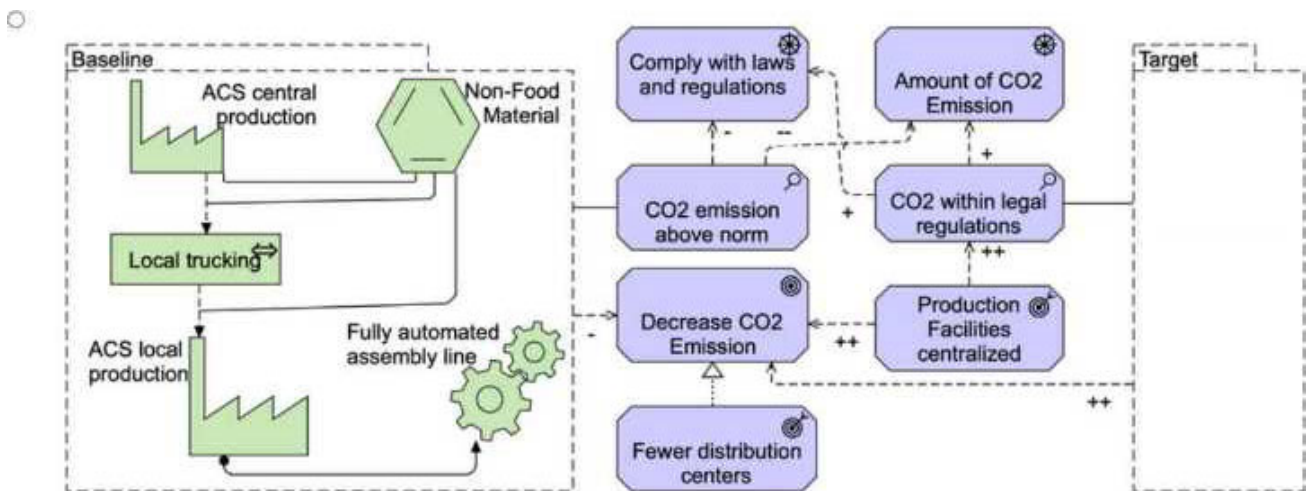 Baseline
ACS central
production
Non-Food
Material
Local trucking
ACS local
production
Fully automated
assembly line
Comply with laws
and regulations
Amount of CO2
Emission
-
--
+
CO2 emission
above norm
CO2 within legal
regulations
+
++
Decrease CO2
Emission
-
Production
Facilities
centralized
++
++
Fewer distribution
centers
Target